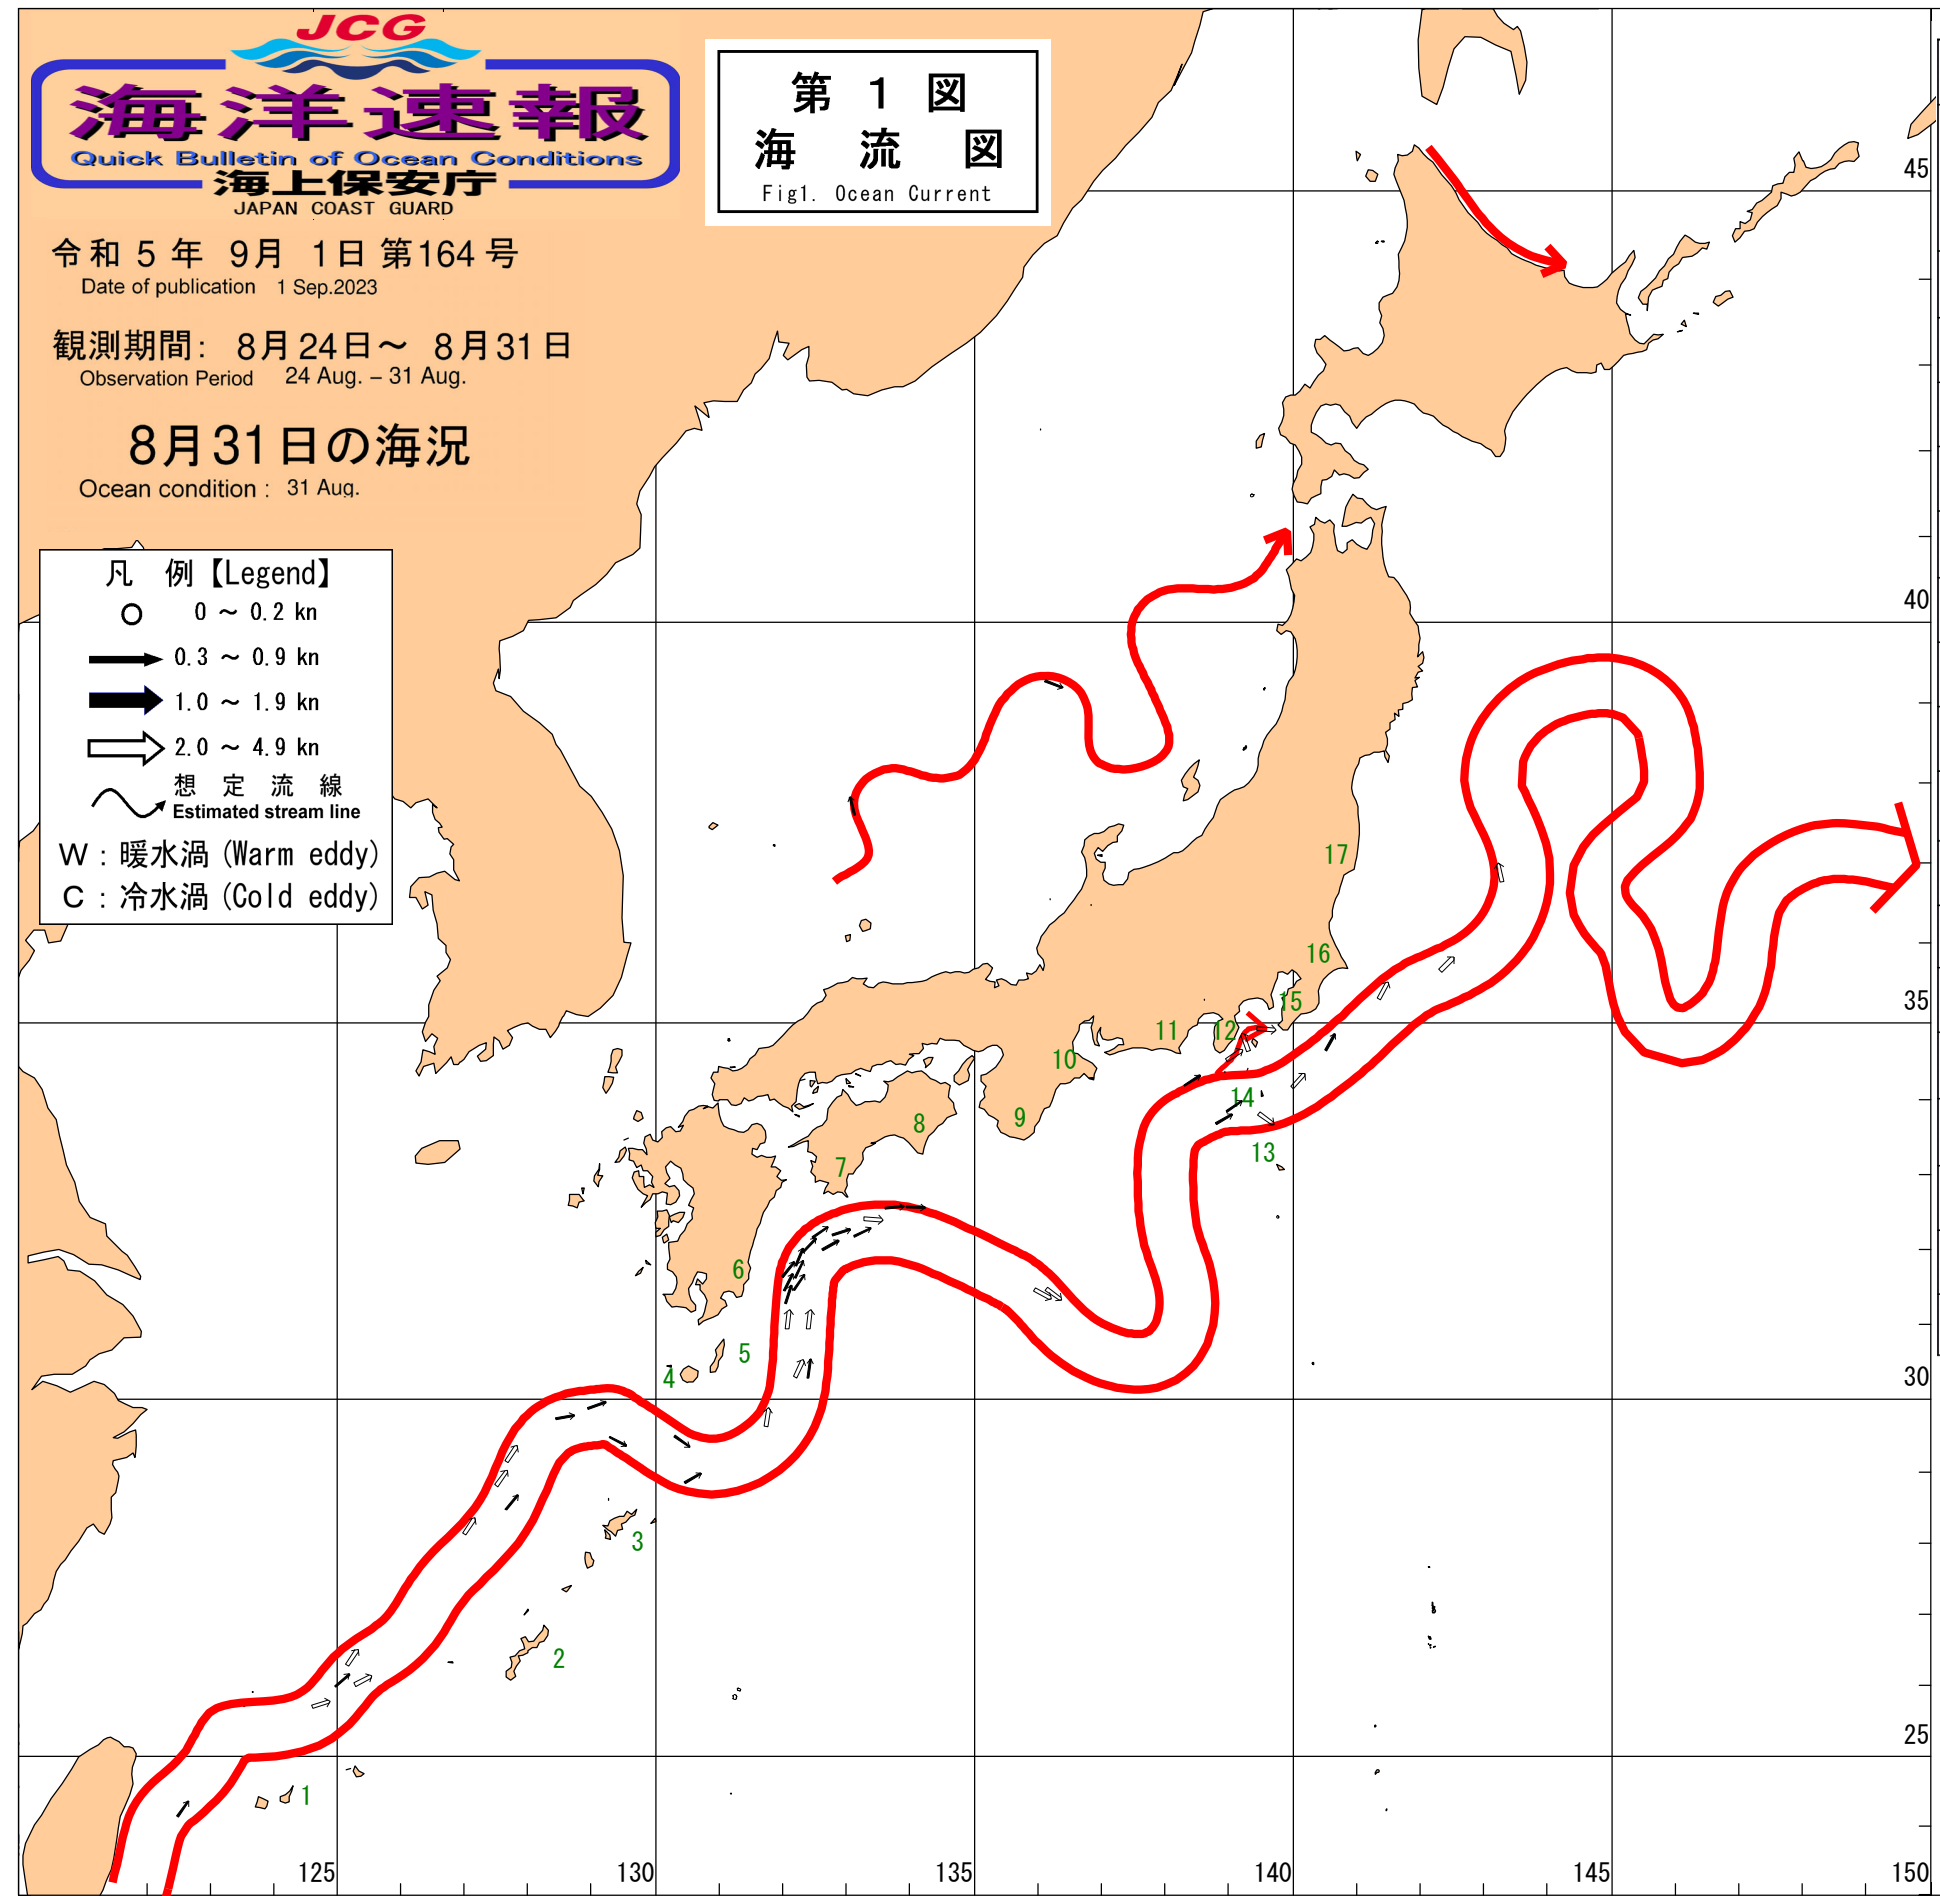 JCG
海洋速報
Quick Bulletin of Ocean Conditions
海上保安庁
JAPAN COAST GUARD
令和 5 年 9月 1日 第164 号
Date of publication 1 Sep.2023
観測期間: 8月24日～ 8月31日
Observation Period 24 Aug. – 31 Aug.
8月31日の海況
Ocean condition : 31 Aug.
第 1 図
海 流 図
Fig1. Ocean Current
凡 例【Legend】
0 ～ 0.2 kn
0.3 ～ 0.9 kn
1.0 ～ 1.9 kn
2.0 ～ 4.9 kn
想 定 流 線
Estimated stream line
W : 暖水渦 (Warm eddy)
C : 冷水渦 (Cold eddy)
45
40
17
16
35
15
12
11
10
14
9
8
13
7
6
5
4
30
3
2
25
1
125
130
135
140
145
150